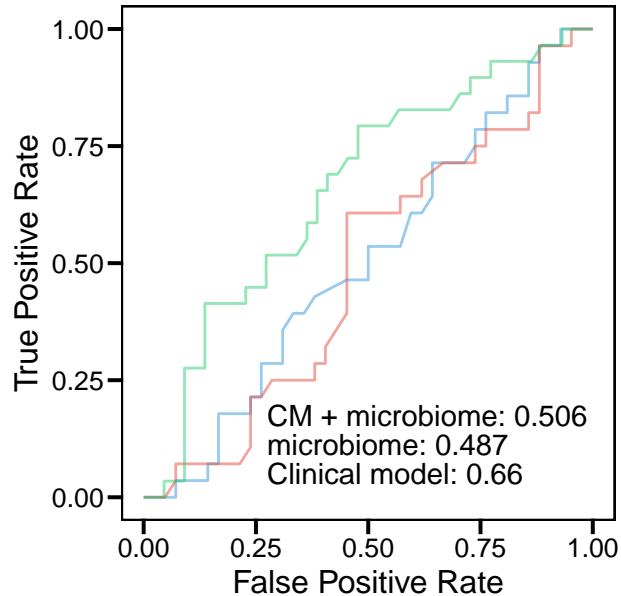 1.00
0.75
0.50
0.25
0.00
True Positive Rate
CM + microbiome: 0.506
microbiome: 0.487
Clinical model: 0.66
0.00 0.25 0.50 0.75 1.00
False Positive Rate